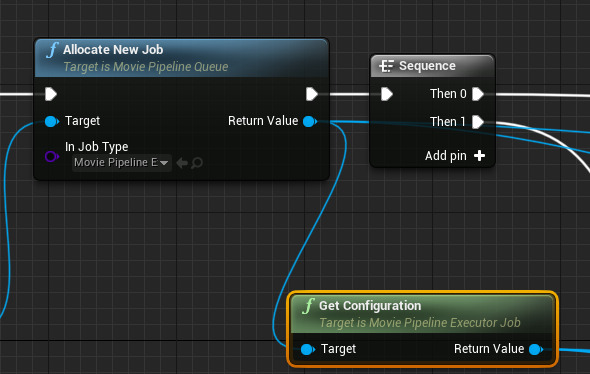 Allocate New Job
Target is Movie Pipeline Queue
Target
Return Value
In Job Type
Movie Pipeline E
Sequence
Then 0
Then 1
Add pin
Get Configuration
Target is Movie Pipeline Executor Job
Target
Return Value